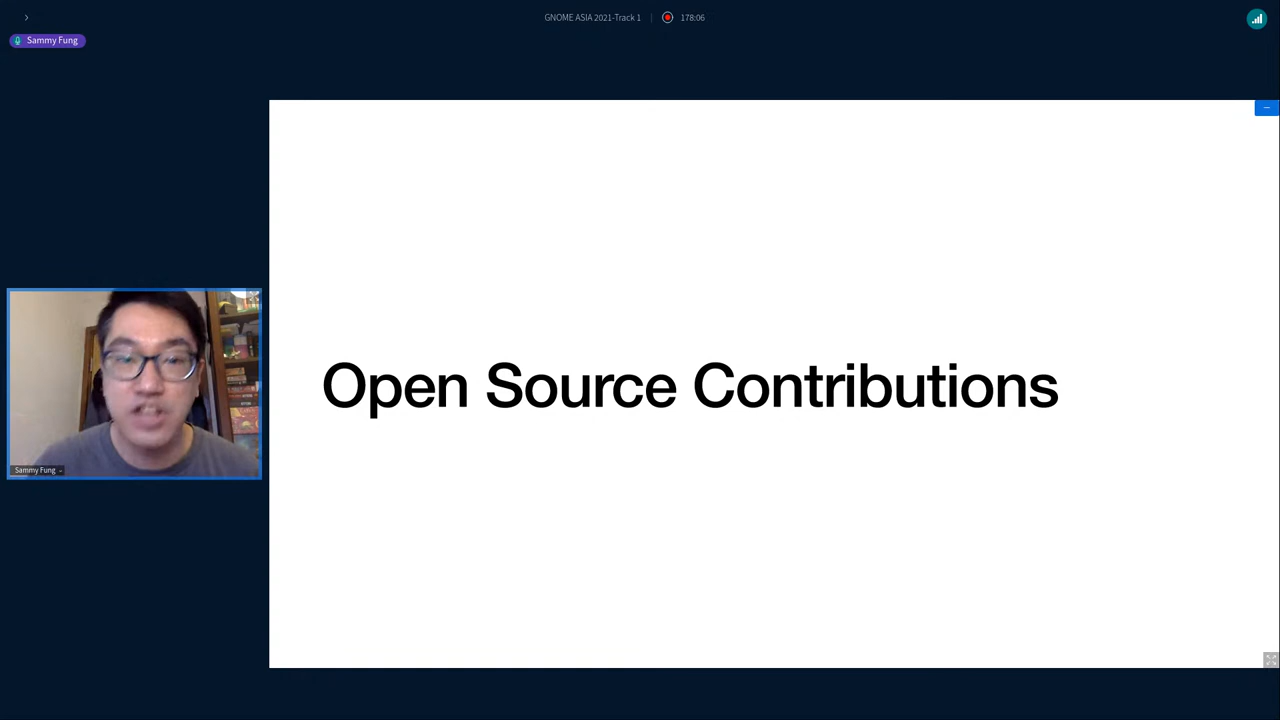 GNOME ASIA 2021-Track 1
178:06
Sammy Fung
Open Source Contributions
Sammy Fung